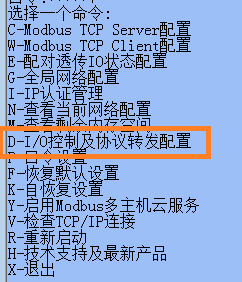 选择一个命令:
C-Modbus TCP Server配置
W-Modbus TCP Client配置
E-配对透传IO状态配置
G-全局网络配置
I-IP认证管理
N-查看当前网络配置
M-查看剩余内存空间
D-I/O控制及协议转发配置
F-恢复默认设置
K-自恢复设置
Y-启用Modbus多主机云服务
V-检查TCP/IP连接
R-重新启动
H-技术支持及最新产品
X-退出